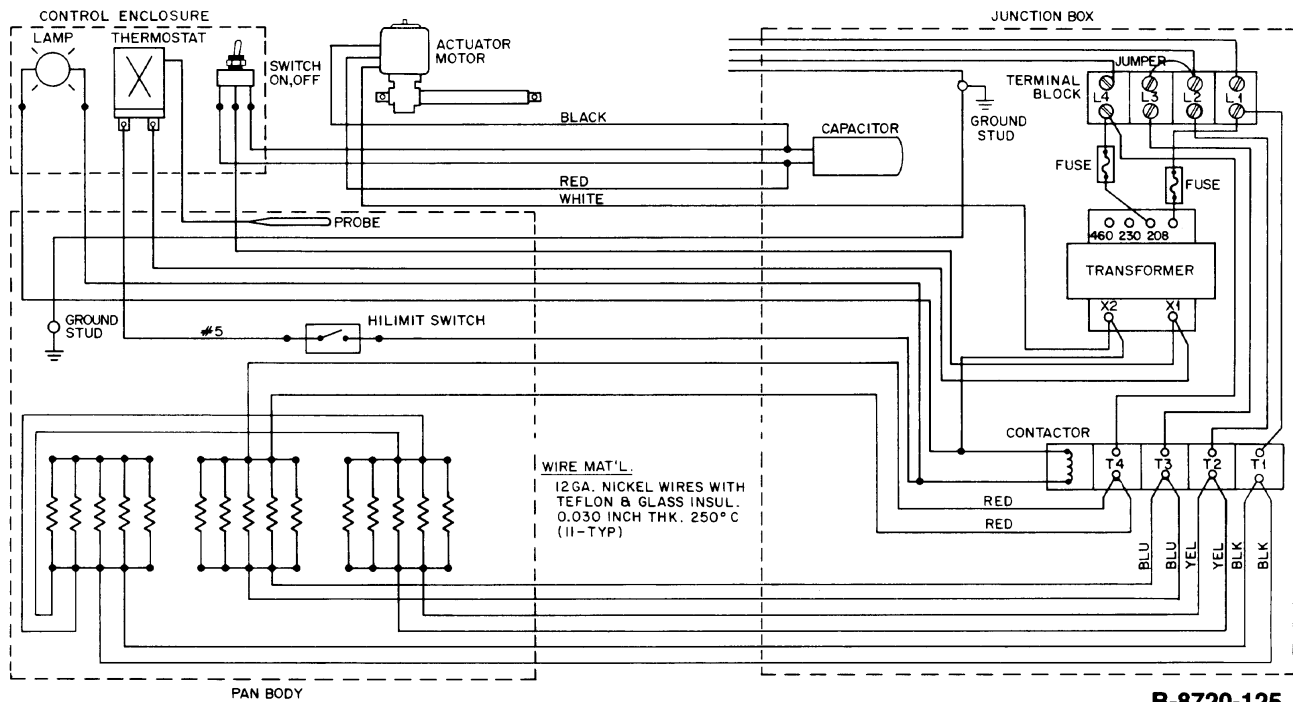 CONTROL ENCLOSURE
LAMP
THERMOSTAT
SWITCH
ON,OFF
ACTUATOR
MOTOR
BLACK
RED
WHITE
CAPACITOR
JUNCTION BOX
JUMPER
TERMINAL
BLOCK
L4
L3
L2
L1
GROUND
STUD
FUSE
FUSE
460 230 208
TRANSFORMER
X2
X1
PROBE
GROUND
STUD
#5
HILIMIT SWITCH
CONTACTOR
T4
T3
T2
T1
WIRE MAT'L.
12GA. NICKEL WIRES WITH
TEFLON & GLASS INSUL.
0.030 INCH THK. 250°C
(11-TYP)
RED
RED
BLU
BLU
YEL
YEL
BLK
BLK
PAN BODY